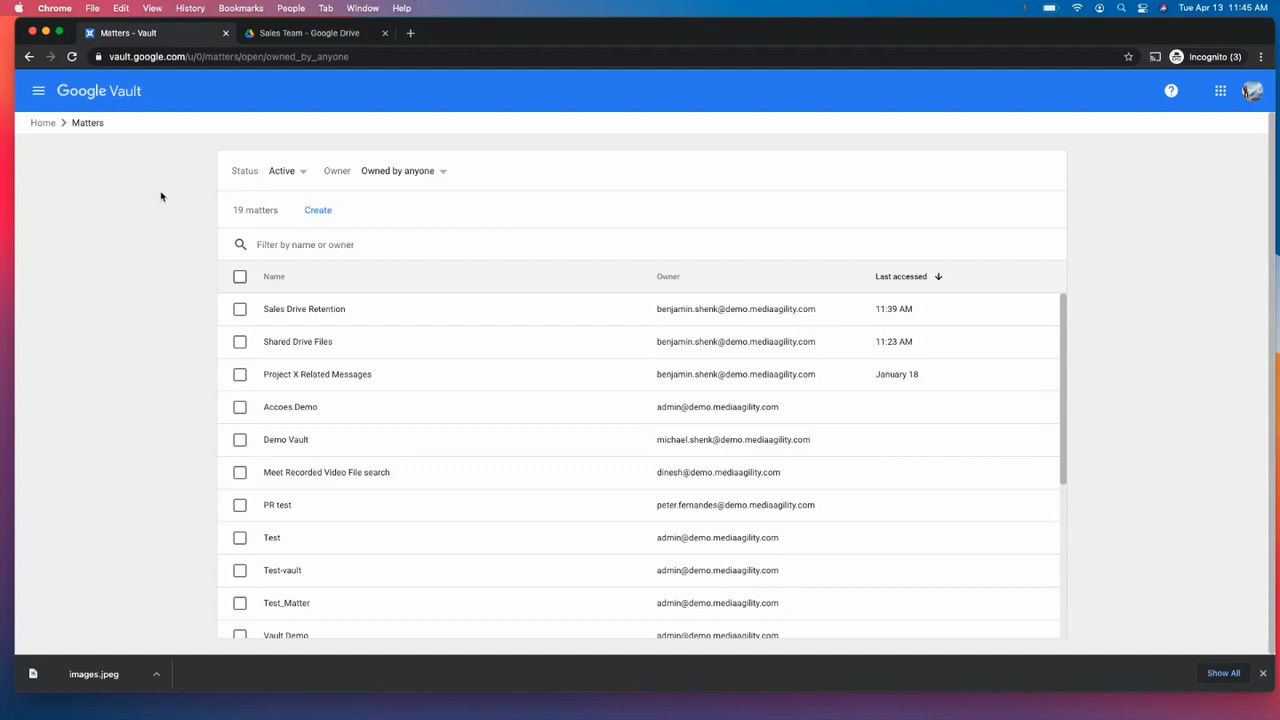 Chrome File Edit View History Bookmarks People Tab Window Help Tue Apr 13 11:45 AM
Matters - Vault Sales Team - Google Drive
vault.google.com/u/0/matters/open/owned_by_anyone Incognito (3)
Google Vault
Home Matters
Status Active Owner Owned by anyone
19 matters Create
Filter by name or owner
Name Owner Last accessed
Sales Drive Retention benjamin.shenk@demo.mediaagility.com 11:39 AM
Shared Drive Files benjamin.shenk@demo.mediaagility.com 11:23 AM
Project X Related Messages benjamin.shenk@demo.mediaagility.com January 18
Accoes.Demo admin@demo.mediaagility.com
Demo Vault michael.shenk@demo.mediaagility.com
Meet Recorded Video File search dinesh@demo.mediaagility.com
PR test peter.fernandes@demo.mediaagility.com
Test admin@demo.mediaagility.com
Test-vault admin@demo.mediaagility.com
Test_Matter admin@demo.mediaagility.com
Vault Demo admin@demo.mediaagility.com
images.jpeg Show All